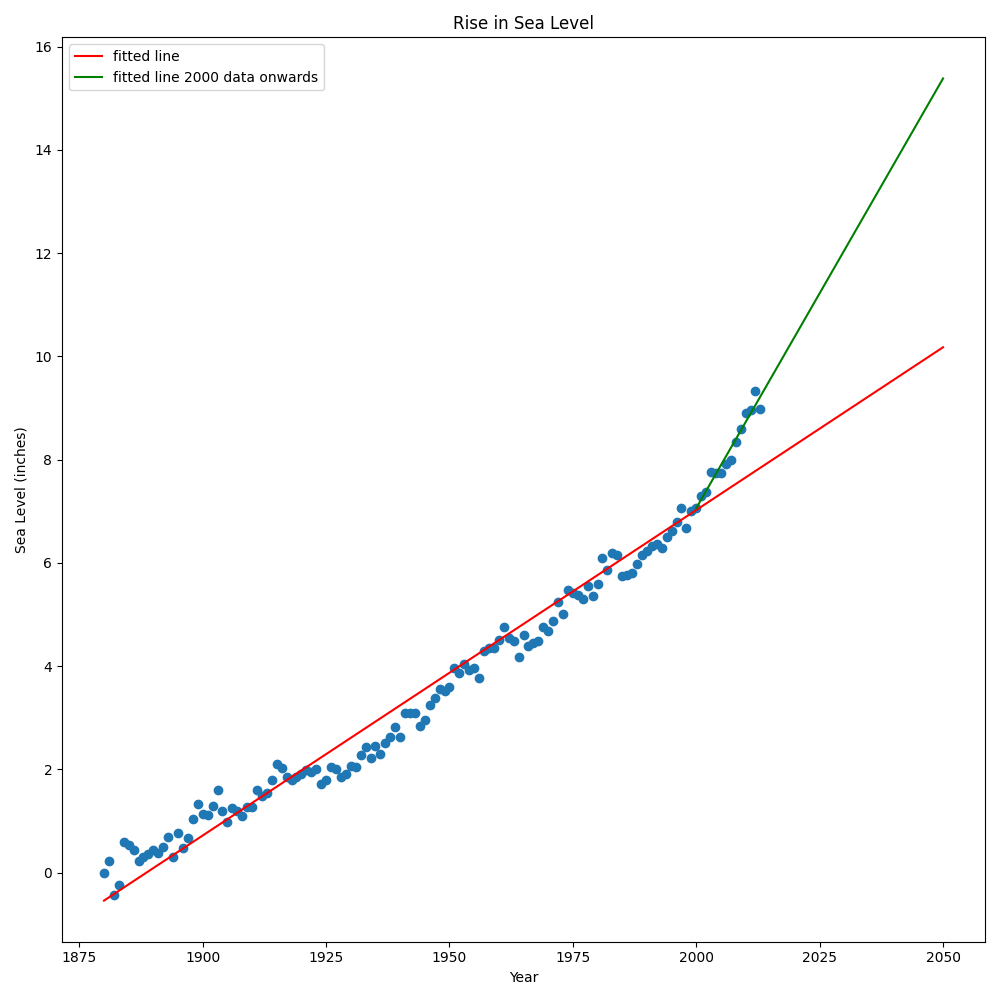 Rise in Sea Level
fitted line
fitted line 2000 data onwards
Sea Level (inches)
16
14
12
10
8
6
4
2
0
1875 1900 1925 1950 1975 2000 2025 2050
Year